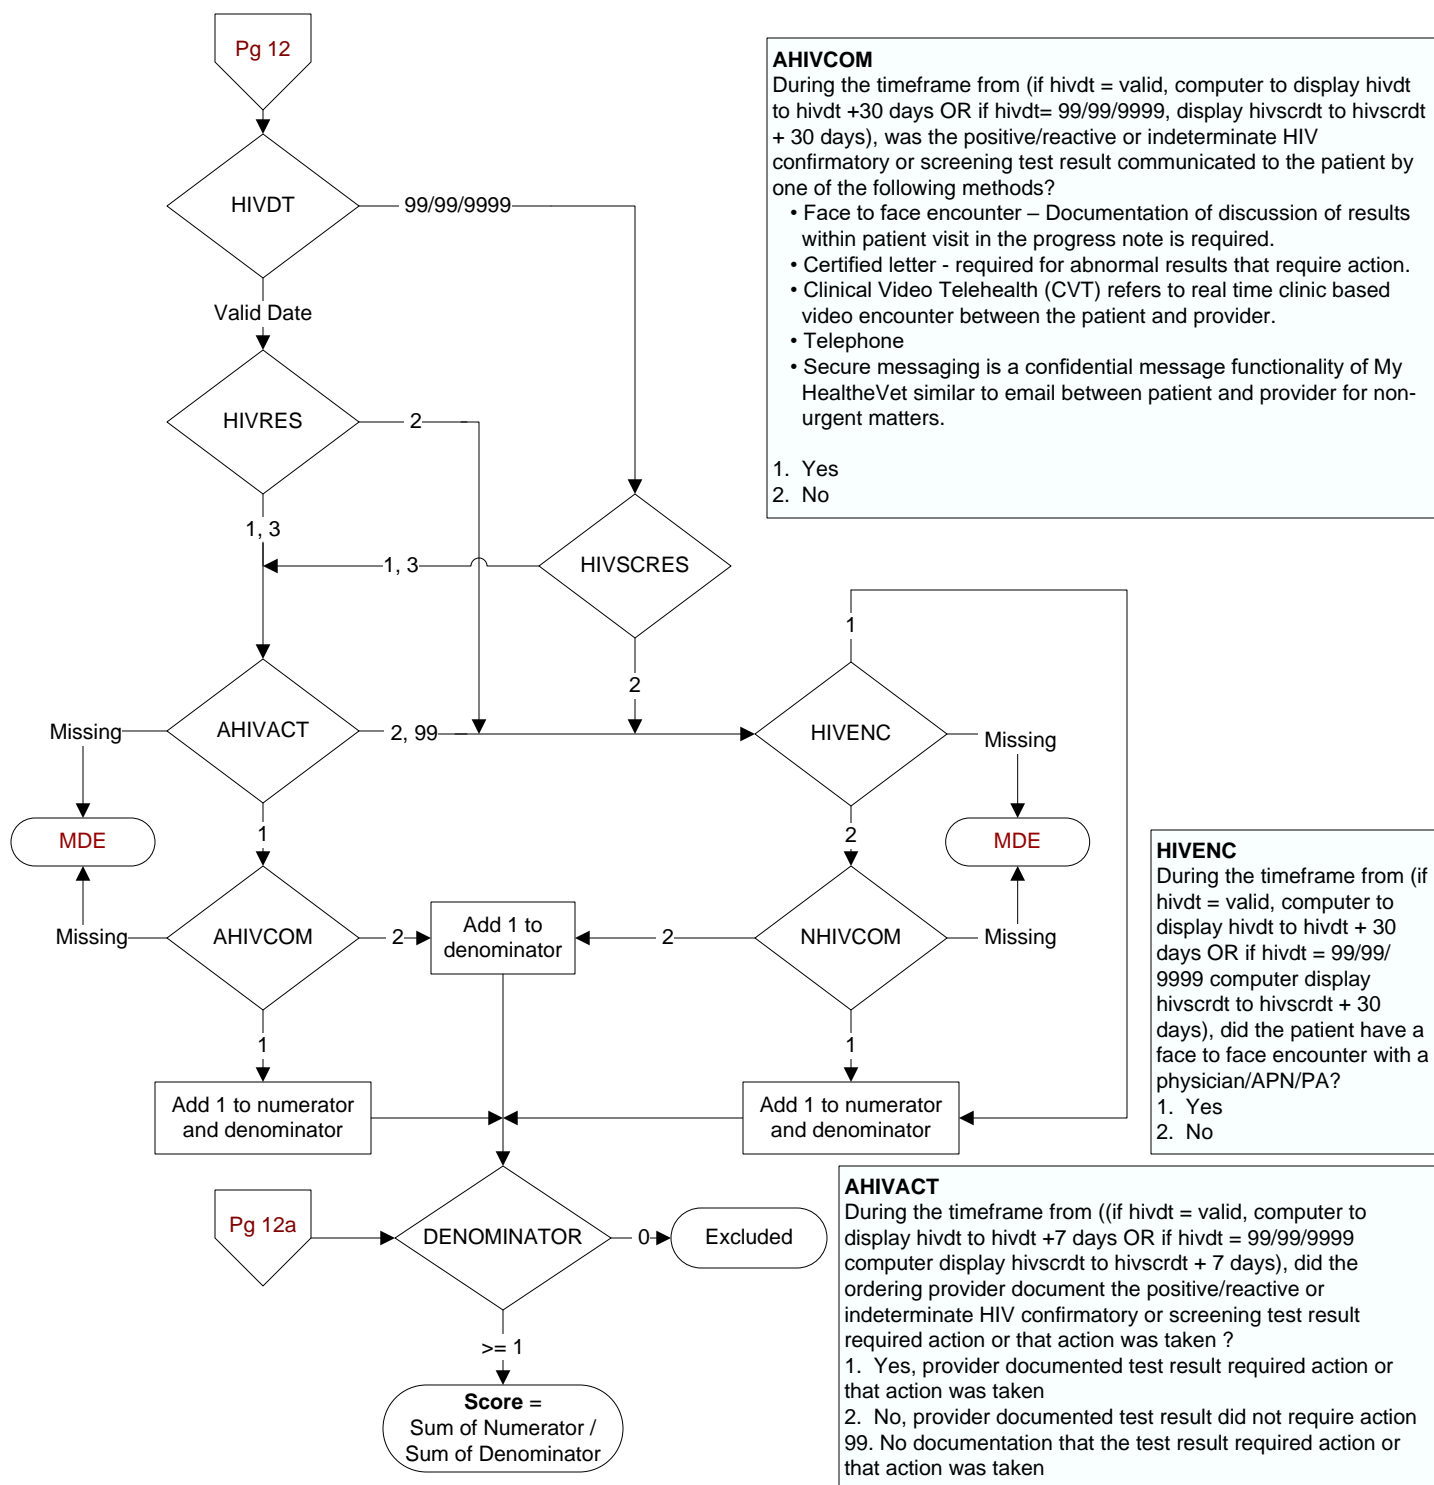 Pg 12
AHIVCOM
During the timeframe from (if hivdt = valid, computer to display hivdt
to hivdt +30 days OR if hivdt= 99/99/9999, display hivscrdt to hivscrdt
+ 30 days), was the positive/reactive or indeterminate HIV
confirmatory or screening test result communicated to the patient by
one of the following methods?
• Face to face encounter – Documentation of discussion of results
within patient visit in the progress note is required.
• Certified letter - required for abnormal results that require action.
• Clinical Video Telehealth (CVT) refers to real time clinic based
video encounter between the patient and provider.
• Telephone
• Secure messaging is a confidential message functionality of My
HealtheVet similar to email between patient and provider for non-
urgent matters.
1. Yes
2. No
HIVDT
99/99/9999
Valid Date
HIVRES
2
1, 3
HIVSCRES
1, 3
2
1
Missing
AHIVACT
2, 99
HIVENC
Missing
MDE
1
2
MDE
Missing
AHIVCOM
2
Add 1 to
denominator
2
NHIVCOM
Missing
1
1
Add 1 to numerator
and denominator
Add 1 to numerator
and denominator
HIVENC
During the timeframe from (if
hivdt = valid, computer to
display hivdt to hivdt + 30
days OR if hivdt = 99/99/
9999 computer display
hivscrdt to hivscrdt + 30
days), did the patient have a
face to face encounter with a
physician/APN/PA?
1. Yes
2. No
Pg 12a
DENOMINATOR
0
Excluded
>= 1
Score =
Sum of Numerator /
Sum of Denominator
AHIVACT
During the timeframe from ((if hivdt = valid, computer to
display hivdt to hivdt +7 days OR if hivdt = 99/99/9999
computer display hivscrdt to hivscrdt + 7 days), did the
ordering provider document the positive/reactive or
indeterminate HIV confirmatory or screening test result
required action or that action was taken ?
1. Yes, provider documented test result required action or
that action was taken
2. No, provider documented test result did not require action
99. No documentation that the test result required action or
that action was taken